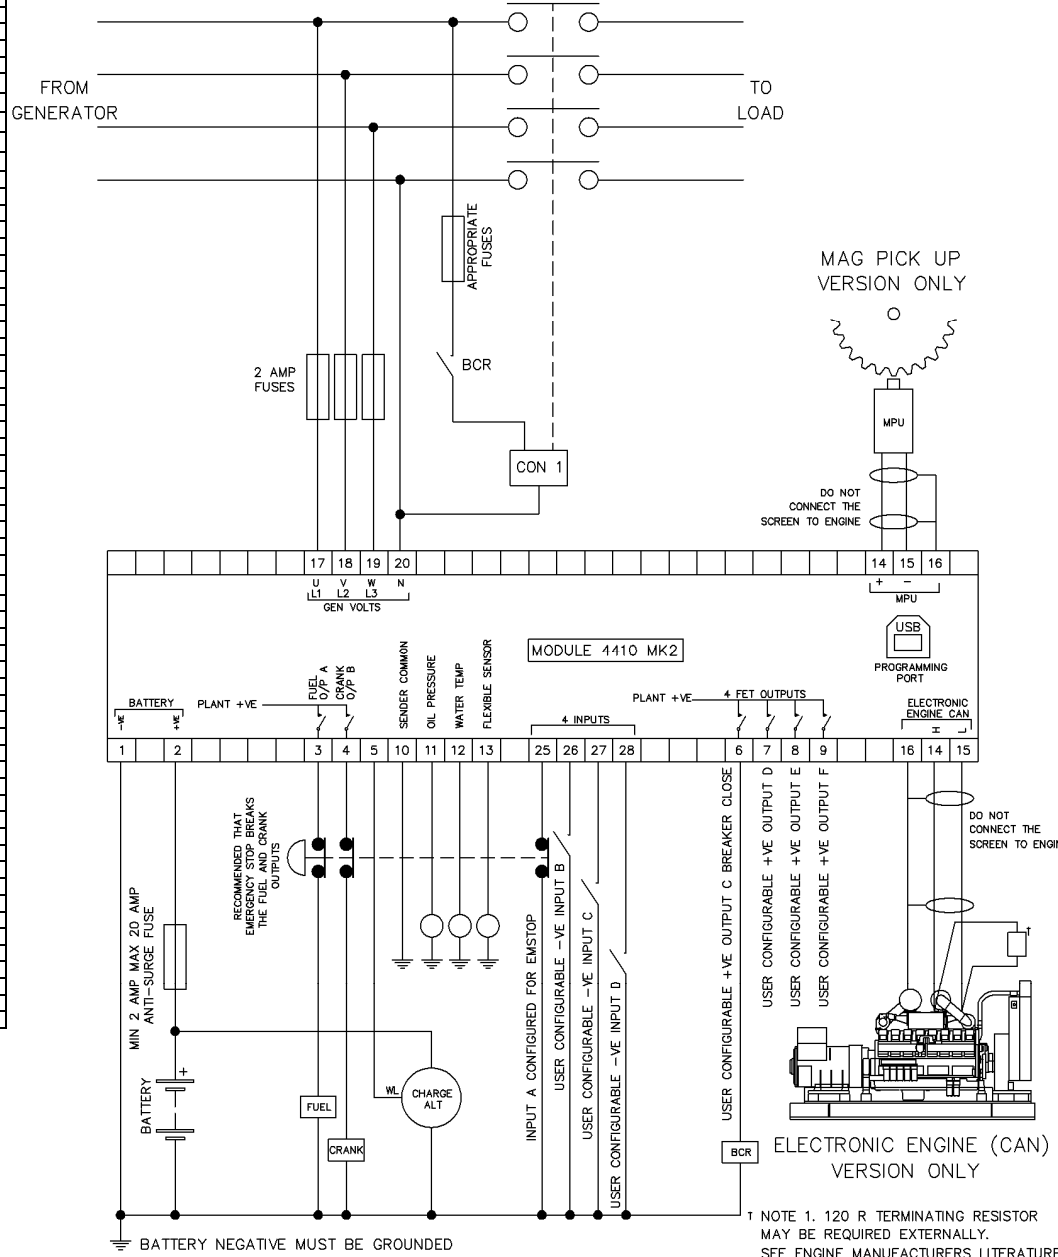 FROM
GENERATOR
TO
LOAD
APPROPRIATE
FUSES
MAG PICK UP
VERSION ONLY
2 AMP
FUSES
BCR
MPU
CON 1
DO NOT
CONNECT THE
SCREEN TO ENGINE
17 18 19 20 14 15 16
U V W N + −
L1 L2 L3
GEN VOLTS
MPU
USB
MODULE 4410 MK2
PROGRAMMING
PORT
BATTERY
−VE
+VE
PLANT +VE
FUEL
O/P A
CRANK
O/P B
SENDER COMMON
OIL PRESSURE
WATER TEMP
FLEXIBLE SENSOR
4 INPUTS
PLANT +VE
4 FET OUTPUTS
ELECTRONIC
ENGINE CAN
H L
1 2 3 4 5 10 11 12 13 25 26 27 28 6 7 8 9 16 14 15
RECOMMENDED THAT
EMERGENCY STOP BREAKS
THE FUEL AND CRANK
OUTPUTS
MIN 2 AMP MAX 20 AMP
ANTI-SURGE FUSE
INPUT A CONFIGURED FOR EMSTOP
USER CONFIGURABLE −VE INPUT B
USER CONFIGURABLE −VE INPUT C
USER CONFIGURABLE −VE INPUT D
USER CONFIGURABLE +VE OUTPUT C BREAKER CLOSE
USER CONFIGURABLE +VE OUTPUT D
USER CONFIGURABLE +VE OUTPUT E
USER CONFIGURABLE +VE OUTPUT F
DO NOT
CONNECT THE
SCREEN TO ENGIN
†
+
BATTERY
FUEL
CRANK
WL
CHARGE
ALT
BCR
ELECTRONIC ENGINE (CAN)
VERSION ONLY
† NOTE 1. 120 R TERMINATING RESISTOR
MAY BE REQUIRED EXTERNALLY.
SEE ENGINE MANUFACTURERS LITERATURE
BATTERY NEGATIVE MUST BE GROUNDED